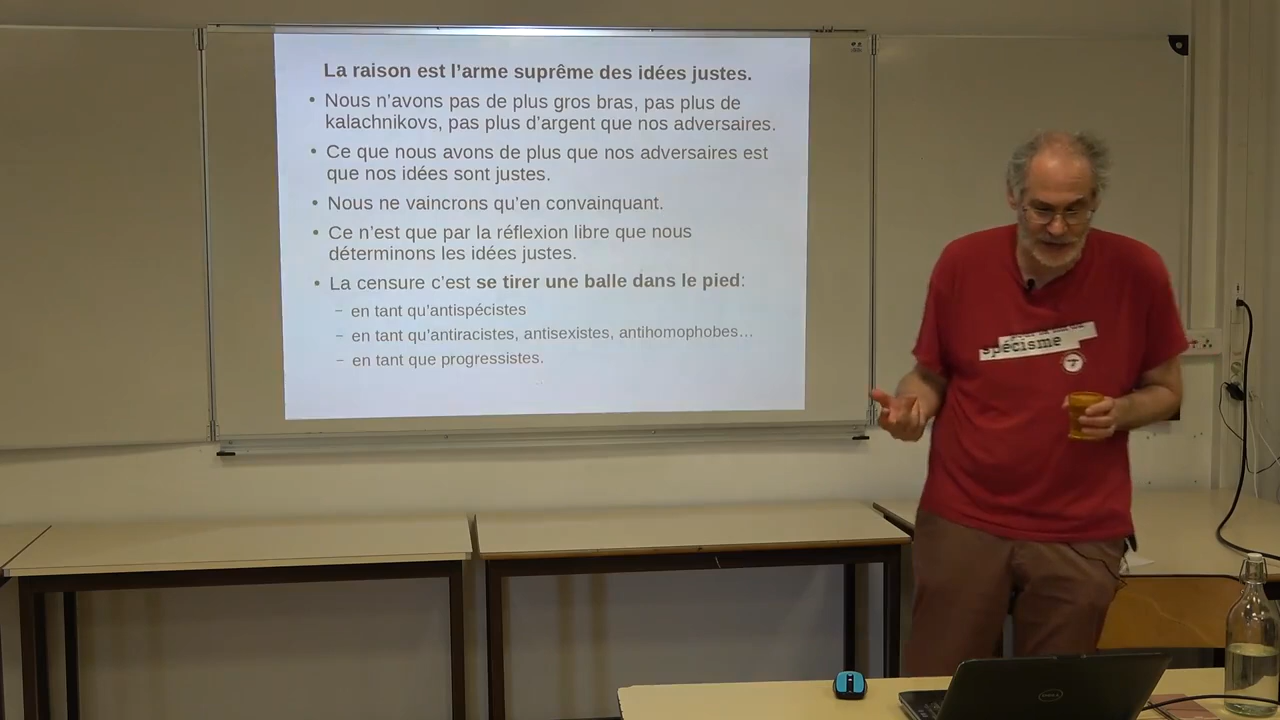 La raison est l’arme suprême des idées justes.
• Nous n’avons pas de plus gros bras, pas plus de
kalachnikovs, pas plus d’argent que nos adversaires.
• Ce que nous avons de plus que nos adversaires est
que nos idées sont justes.
• Nous ne vaincrons qu’en convainquant.
• Ce n’est que par la réflexion libre que nous
déterminons les idées justes.
• La censure c’est se tirer une balle dans le pied:
– en tant qu’antispécistes
– en tant qu’antiracistes, antisexistes, antihomophobes…
– en tant que progressistes.
spécisme
DELL